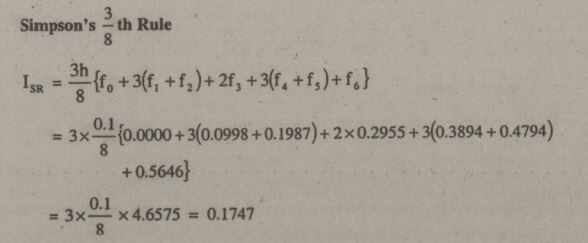 Simpson's 3/8 th Rule
I_SR = 3h/8 {f_0 + 3(f_1 + f_2) + 2f_3 + 3(f_4 + f_5) + f_6}
= 3×0.1/8 {0.0000 + 3(0.0998 + 0.1987) + 2×0.2955 + 3(0.3894 + 0.4794)
+ 0.5646}
= 3×0.1/8 × 4.6575 = 0.1747